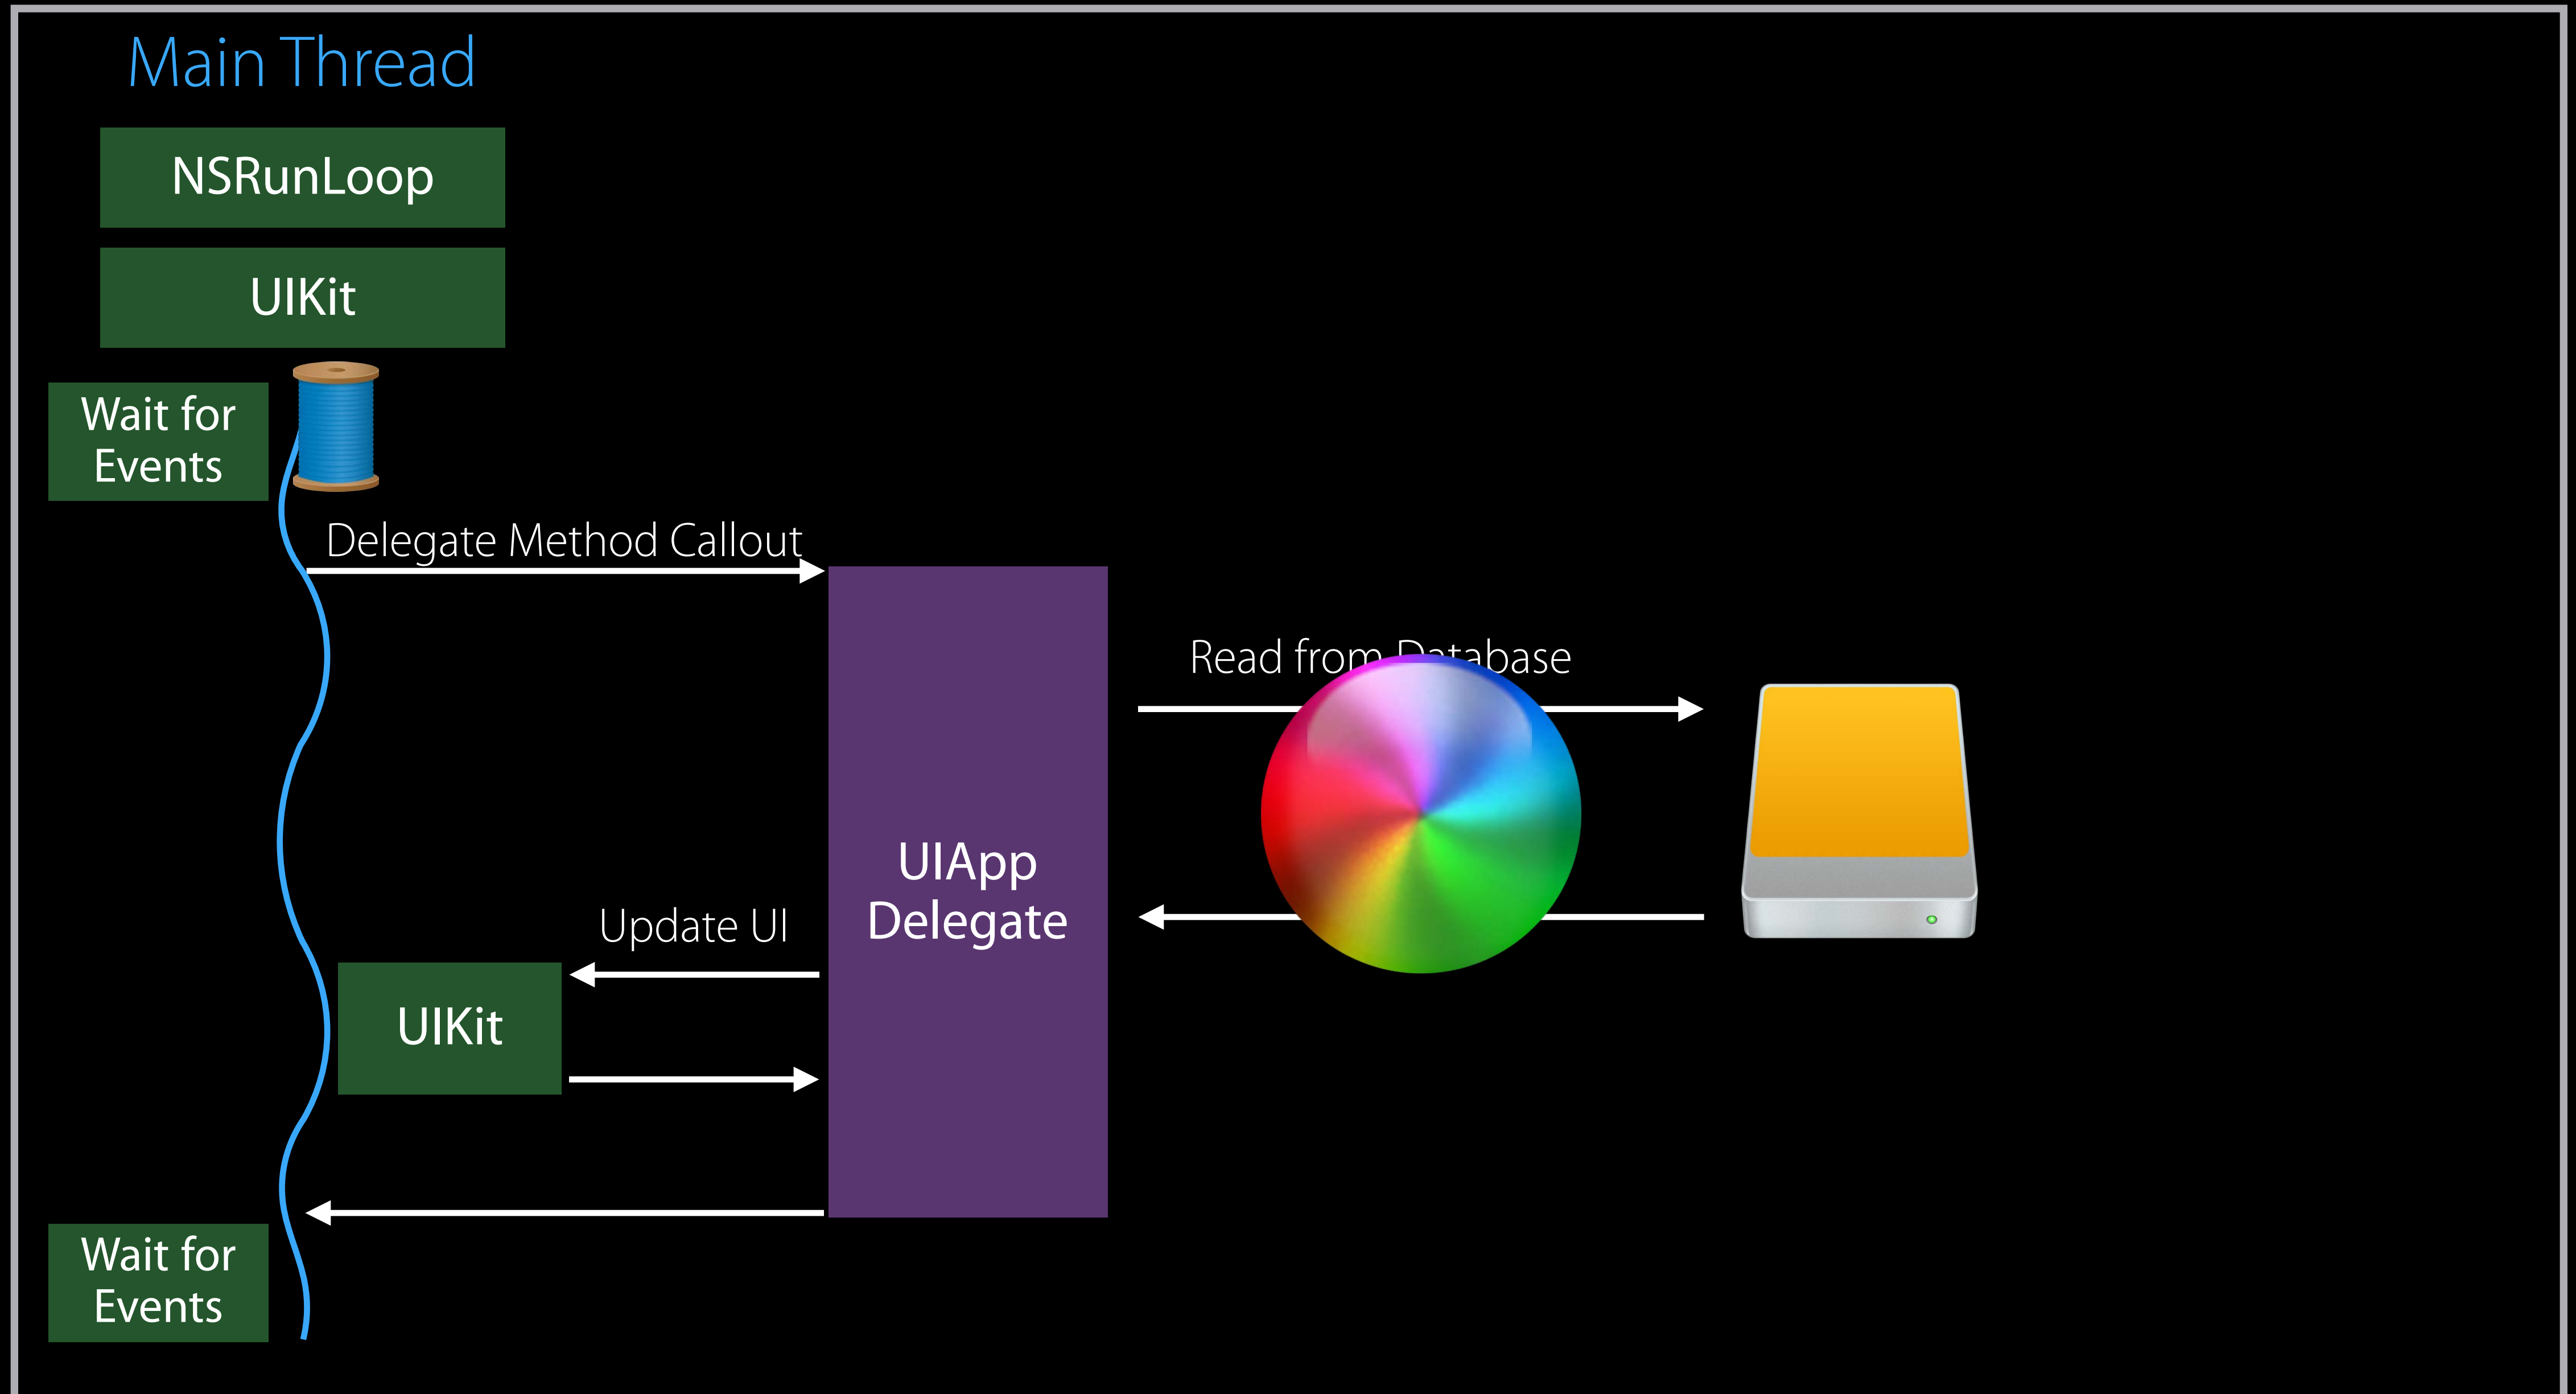 Main Thread
NSRunLoop
UIKit
Wait for
Events
Delegate Method Callout
Read from Database
UIApp
Delegate
Update UI
UIKit
Wait for
Events